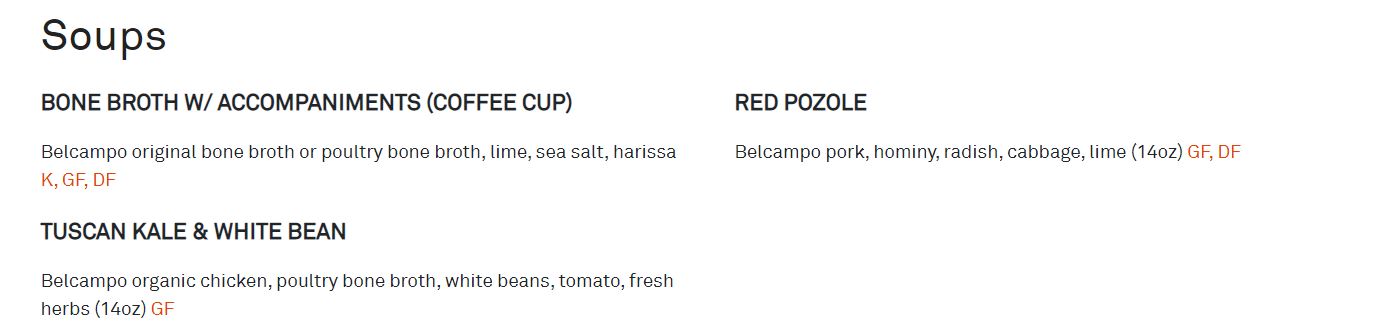 Soups
BONE BROTH W/ ACCOMPANIMENTS (COFFEE CUP)
Belcampo original bone broth or poultry bone broth, lime, sea salt, harissa
K, GF, DF
RED POZOLE
Belcampo pork, hominy, radish, cabbage, lime (14oz) GF, DF
TUSCAN KALE & WHITE BEAN
Belcampo organic chicken, poultry bone broth, white beans, tomato, fresh
herbs (14oz) GF